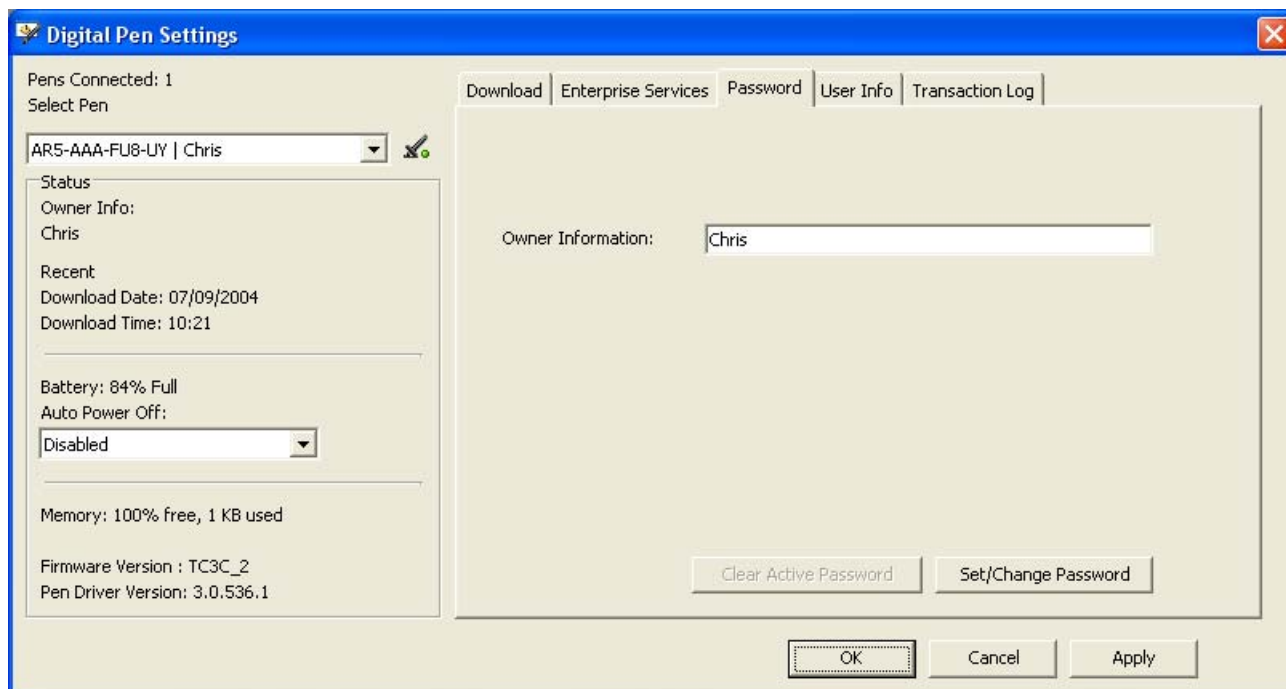 Digital Pen Settings
Pens Connected: 1
Select Pen
AR5-AAA-FU8-UY | Chris
Status
Owner Info:
Chris
Recent
Download Date: 07/09/2004
Download Time: 10:21
Battery: 84% Full
Auto Power Off:
Disabled
Memory: 100% free, 1 KB used
Firmware Version : TC3C_2
Pen Driver Version: 3.0.536.1
Download Enterprise Services Password User Info Transaction Log
Owner Information: Chris
Clear Active Password Set/Change Password
OK Cancel Apply